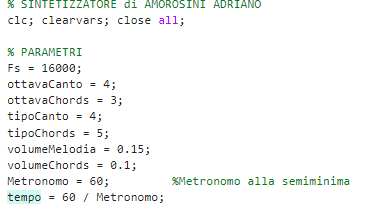 % SINTETIZZATORE di AMOROSINI ADRIANO
clc; clearvars; close all;
% PARAMETRI
Fs = 16000;
ottavaCanto = 4;
ottavaChords = 3;
tipoCanto = 4;
tipoChords = 5;
volumeMelodia = 0.15;
volumeChords = 0.1;
Metronomo = 60; %Metronomo alla semiminima
tempo = 60 / Metronomo;